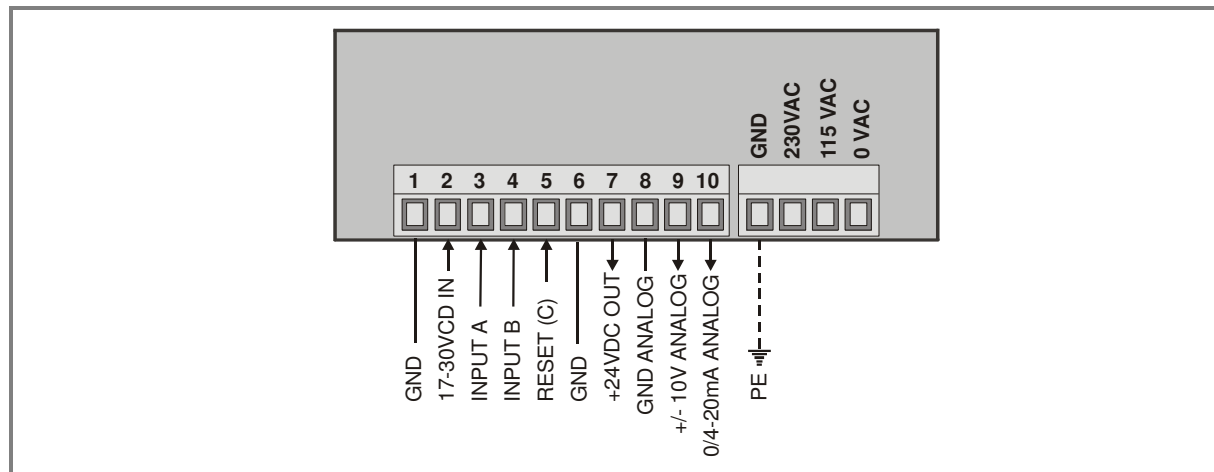 GND
230VAC
115 VAC
0 VAC
1 2 3 4 5 6 7 8 9 10
GND
17-30VCD IN
INPUT A
INPUT B
RESET (C)
GND
+24VDC OUT
GND ANALOG
+/- 10V ANALOG
0/4-20mA ANALOG
PE